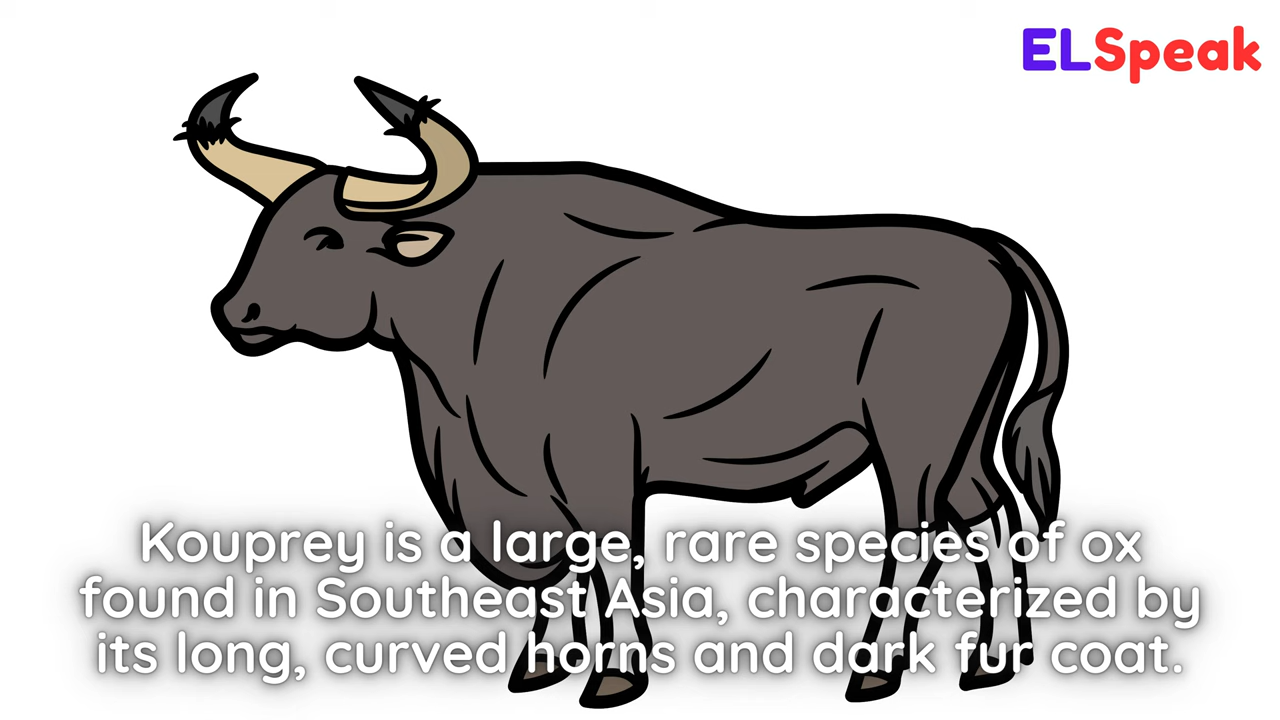 ELSpeak
Kouprey is a large, rare species of ox
found in Southeast Asia, characterized by
its long, curved horns and dark fur coat.